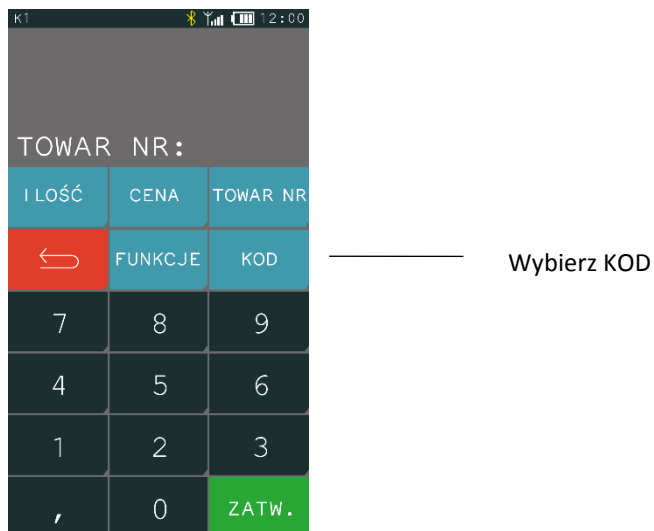 K1 12:00
TOWAR NR:
ILOŚĆ CENA TOWAR NR
FUNKCJE KOD
Wybierz KOD
7 8 9
4 5 6
1 2 3
, 0 ZATW.